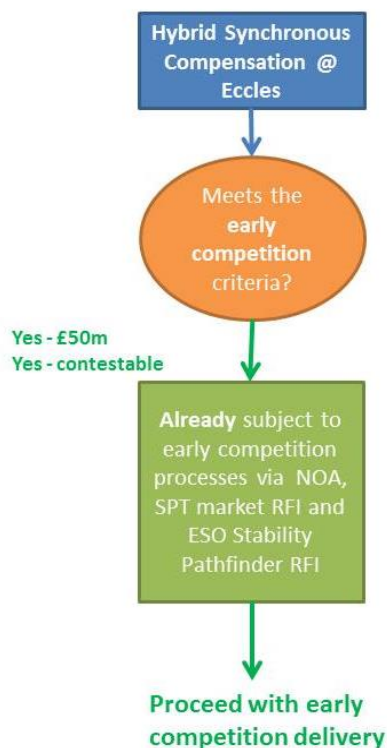 Hybrid Synchronous
Compensation @
Eccles
Meets the
early
competition
criteria?
Yes - £50m
Yes - contestable
Already subject to
early competition
processes via NOA,
SPT market RFI and
ESO Stability
Pathfinder RFI
Proceed with early
competition delivery